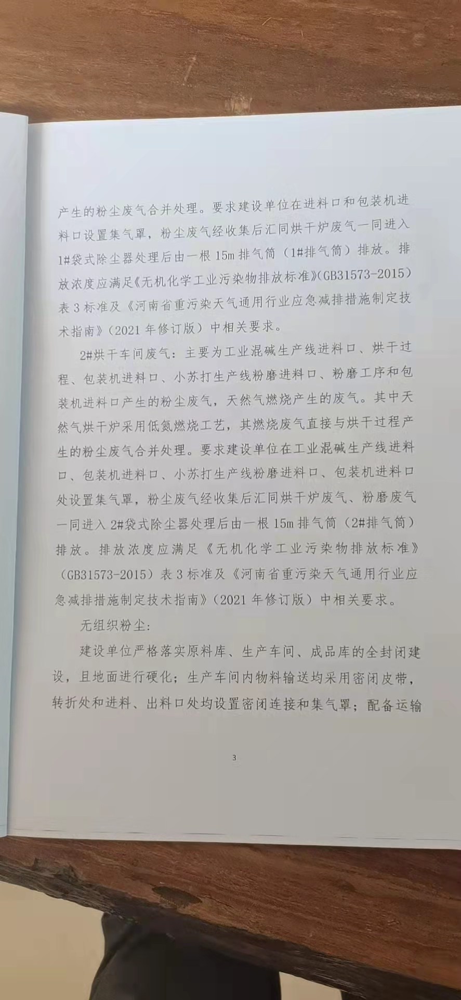 产生的粉尘废气合并处理。要求建设单位在进料口和包装机进
料口设置集气罩，粉尘废气经收集后汇同烘干炉废气一同进入
1#袋式除尘器处理后由一根 15m 排气筒（1#排气筒）排放。排
放浓度应满足《无机化学工业污染物排放标准》（GB31573-2015）
表 3 标准及《河南省重污染天气通用行业应急减排措施制定技
术指南》（2021 年修订版）中相关要求。
2#烘干车间废气：主要为工业混碱生产线进料口、烘干过
程、包装机进料口、小苏打生产线粉磨进料口、粉磨工序和包
装机进料口产生的粉尘废气，天然气燃烧产生的废气。其中天
然气烘干炉采用低氮燃烧工艺，其燃烧废气直接与烘干过程产
生的粉尘废气合并处理。要求建设单位在工业混碱生产线进料
口、包装机进料口、小苏打生产线粉磨进料口、包装机进料口
处设置集气罩，粉尘废气经收集后汇同烘干炉废气、粉磨废气
一同进入 2#袋式除尘器处理后由一根 15m 排气筒（2#排气筒）
排放。排放浓度应满足《无机化学工业污染物排放标准》
（GB31573-2015）表 3 标准及《河南省重污染天气通用行业应
急减排措施制定技术指南》（2021 年修订版）中相关要求。
无组织粉尘：
建设单位严格落实原料库、生产车间、成品库的全封闭建
设，且地面进行硬化；生产车间内物料输送均采用密闭皮带，
转折处和进料、出料口处均设置密闭连接和集气罩；配备运输
3